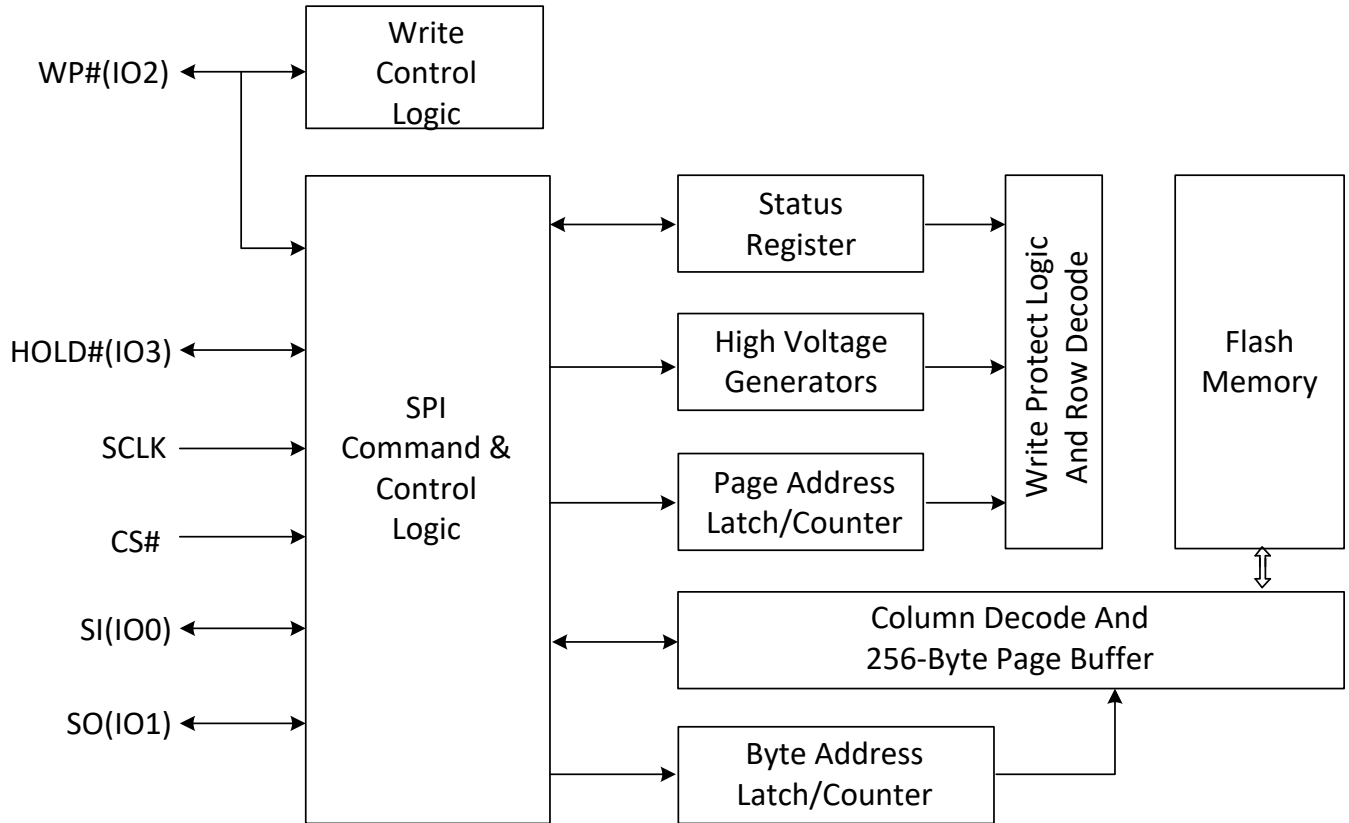 WP#(IO2)
Write
Control
Logic
HOLD#(IO3)
SCLK
CS#
SI(IO0)
SO(IO1)
SPI
Command &
Control
Logic
Status
Register
High Voltage
Generators
Page Address
Latch/Counter
Write Protect Logic
And Row Decode
Flash
Memory
Column Decode And
256-Byte Page Buffer
Byte Address
Latch/Counter